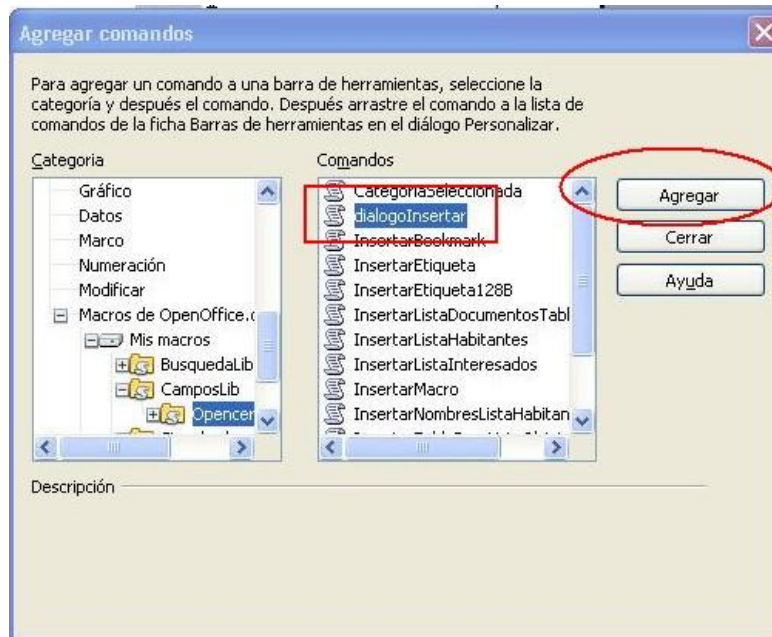 Agregar comandos
Para agregar un comando a una barra de herramientas, seleccione la
categoría y después el comando. Después arrastre el comando a la lista de
comandos de la ficha Barras de herramientas en el diálogo Personalizar.
Categoria
Gráfico
Datos
Marco
Numeración
Modificar
Macros de OpenOffice.o
Mis macros
BusquedaLib
CamposLib
Opencer
Comandos
CategoriaSeleccionada
dialogoInsertar
InsertarBookmark
InsertarEtiqueta
InsertarEtiqueta128B
InsertarListaDocumentosTabl
InsertarListaHabitantes
InsertarListaInteresados
InsertarMacro
InsertarNombresListaHabitan
Agregar
Cerrar
Ayuda
Descripción